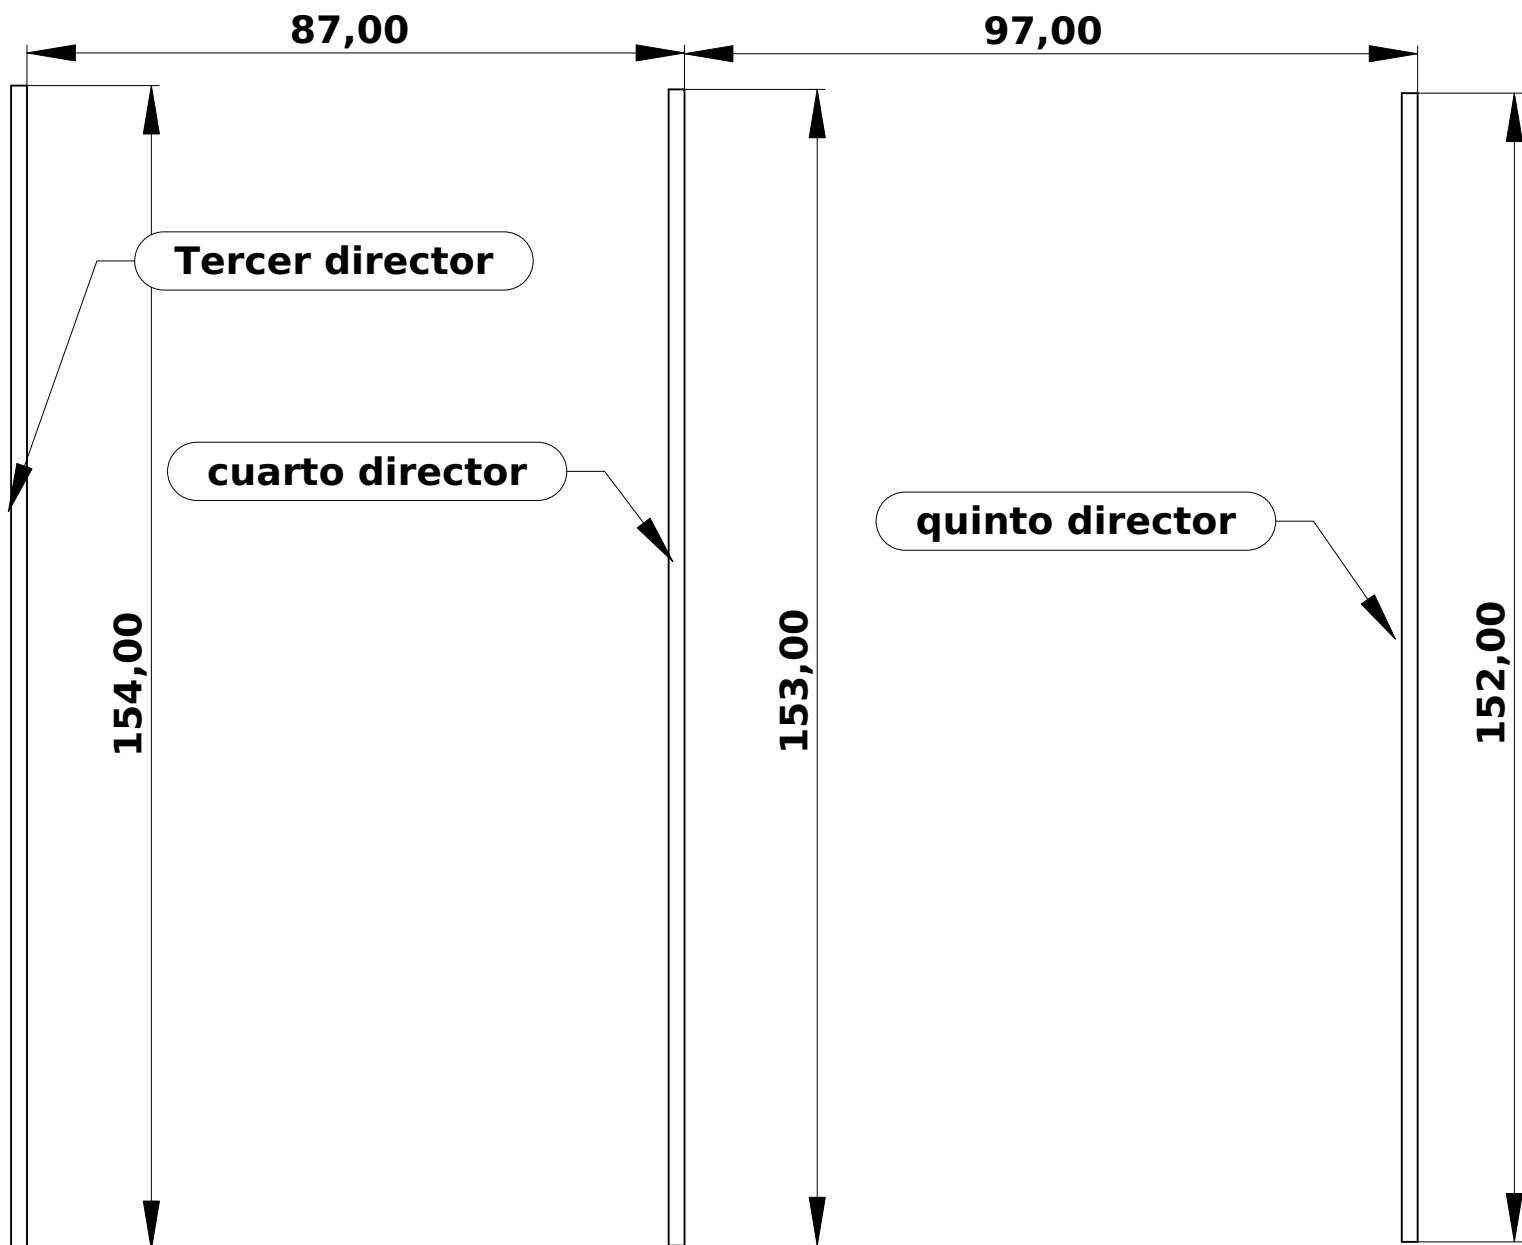 87,00
97,00
Tercer director
cuarto director
quinto director
154,00
153,00
152,00